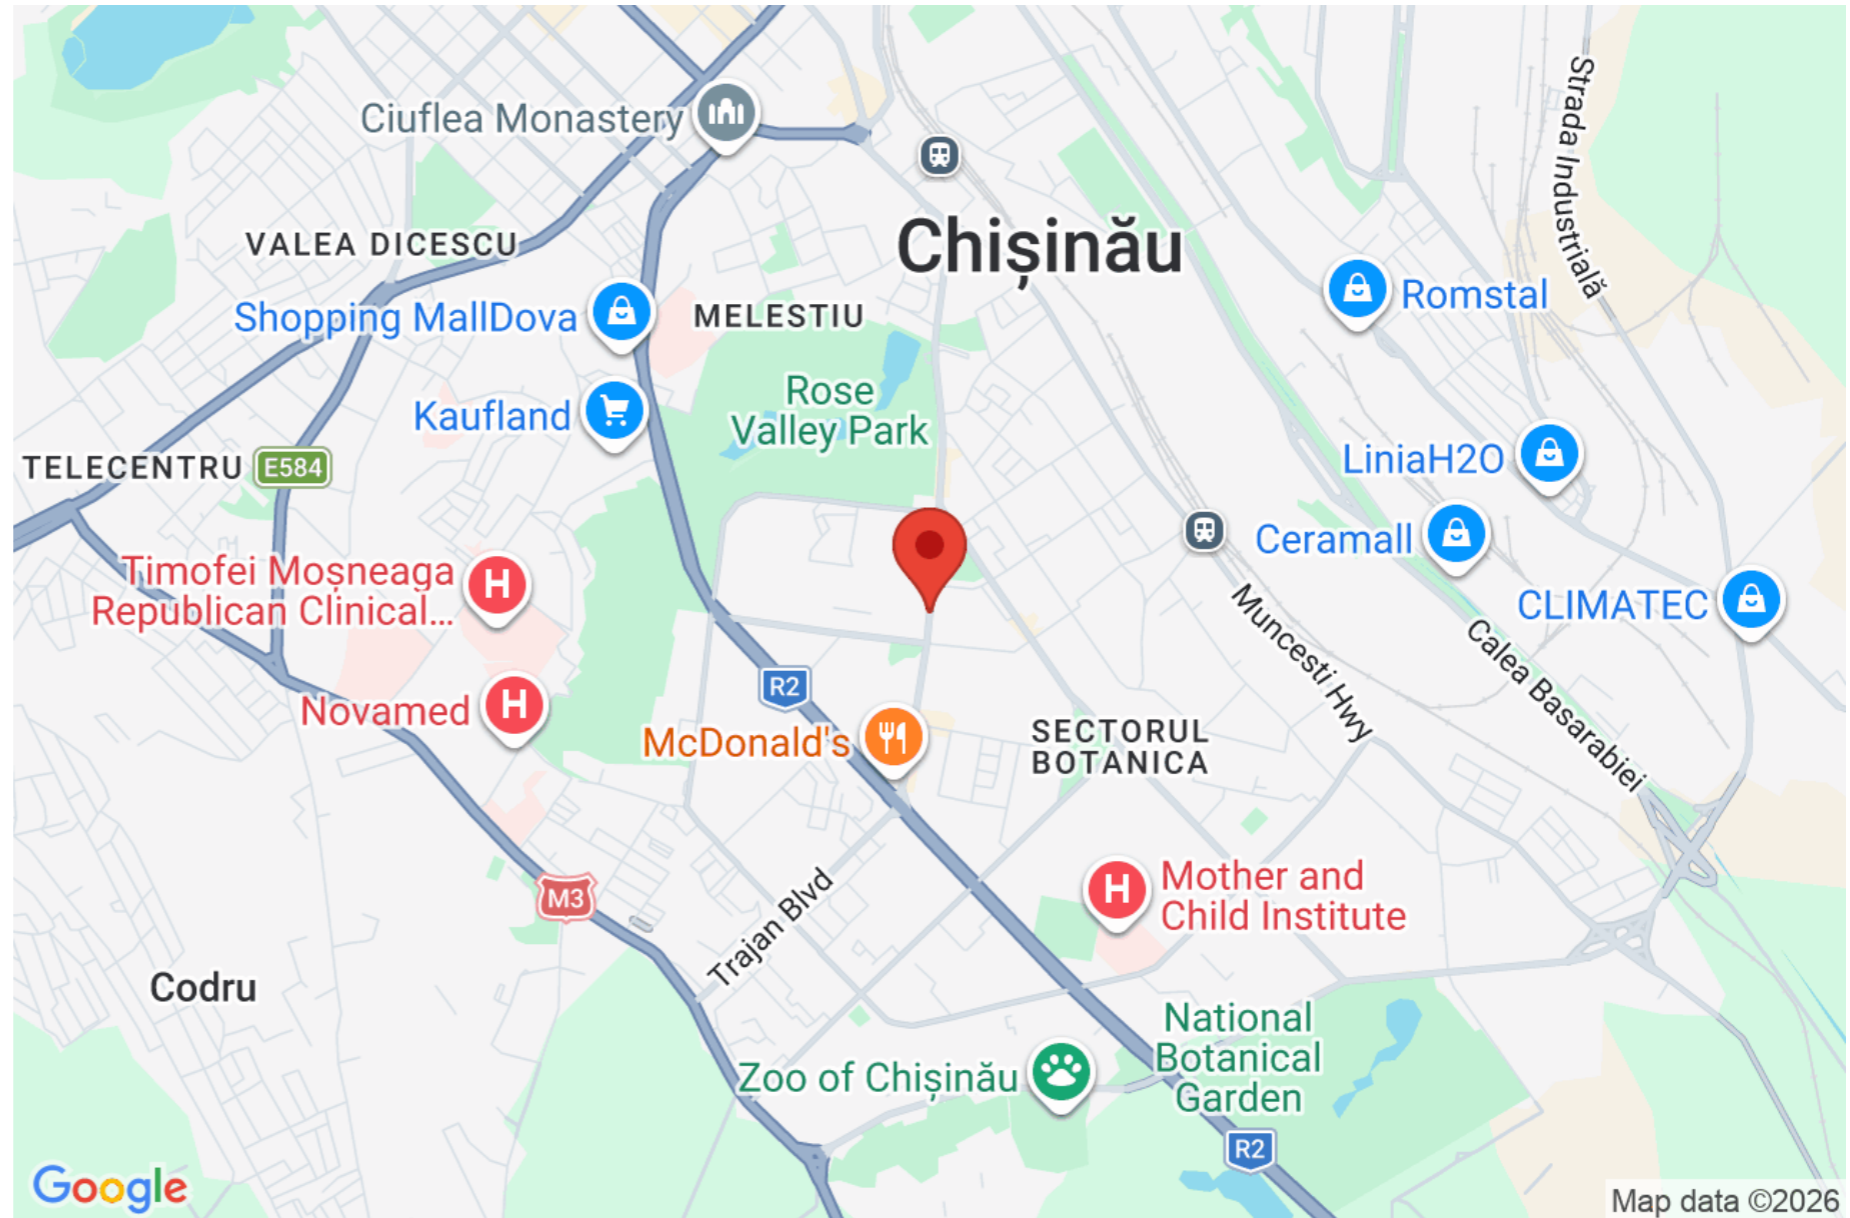 Ciuflea Monastery
Chișinău
Strada Industrială
VALEA DICESCU
Shopping MallDova
MELESTIU
Romstal
Rose
Valley Park
Kaufland
TELECENTRU
E584
LiniaH2O
Ceramall
Timofei Moșneaga
Republican Clinical...
H
CLIMATEC
Muncesti Hwy
Calea Basarabiei
R2
Novamed
H
McDonald's
SECTORUL
BOTANICA
M3
Trajan Blvd
H
Mother and
Child Institute
Codru
National
Botanical
Garden
Zoo of Chișinău
R2
Google
Map data ©2026